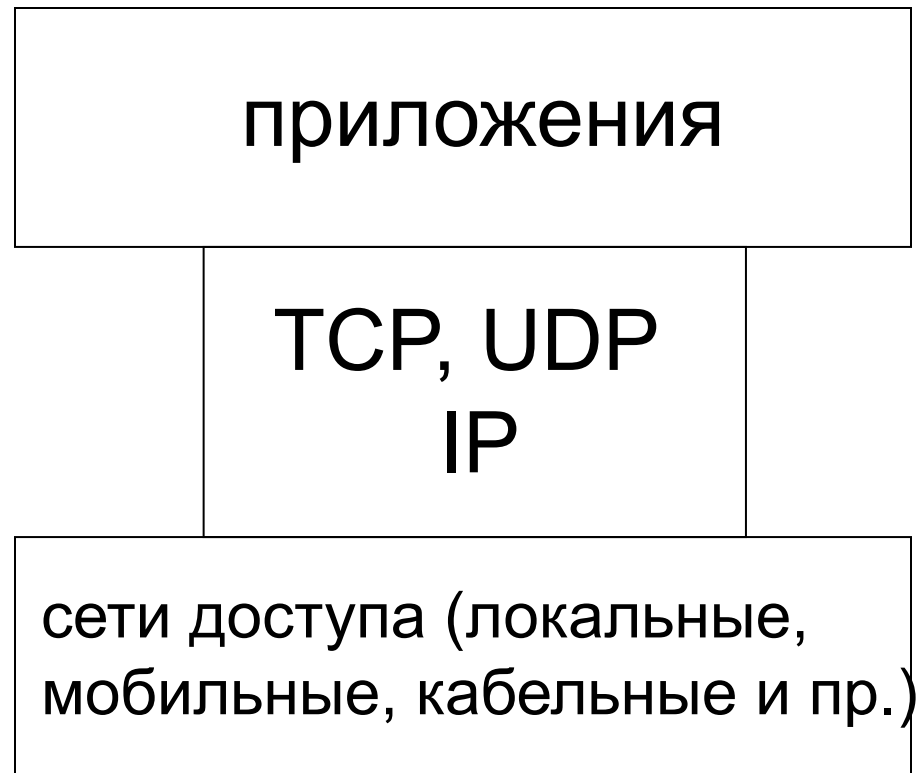 приложения
TCP, UDP
IP
сети доступа (локальные,
мобильные, кабельные и пр.)